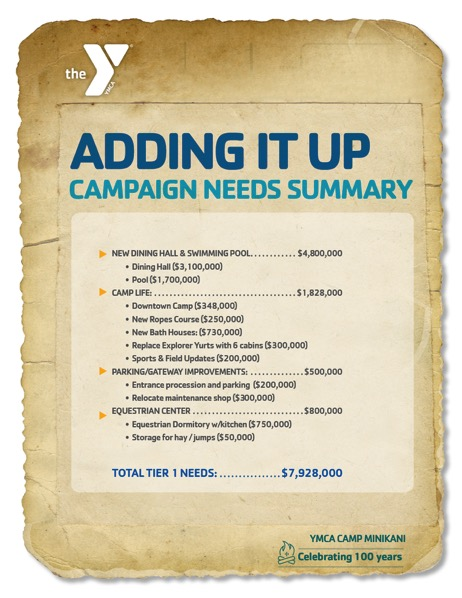 the Y
YMCA
ADDING IT UP
CAMPAIGN NEEDS SUMMARY
NEW DINING HALL & SWIMMING POOL............ $4,800,000
• Dining Hall ($3,100,000)
• Pool ($1,700,000)
CAMP LIFE: ........................................ $1,828,000
• Downtown Camp ($348,000)
• New Ropes Course ($250,000)
• New Bath Houses: ($730,000)
• Replace Explorer Yurts with 6 cabins ($300,000)
• Sports & Field Updates ($200,000)
PARKING/GATEWAY IMPROVEMENTS: ............... $500,000
• Entrance procession and parking ($200,000)
• Relocate maintenance shop ($300,000)
EQUESTRIAN CENTER ............................. $800,000
• Equestrian Dormitory w/kitchen ($750,000)
• Storage for hay / jumps ($50,000)
TOTAL TIER 1 NEEDS: ............... $7,928,000
YMCA CAMP MINIKANI
Celebrating 100 years